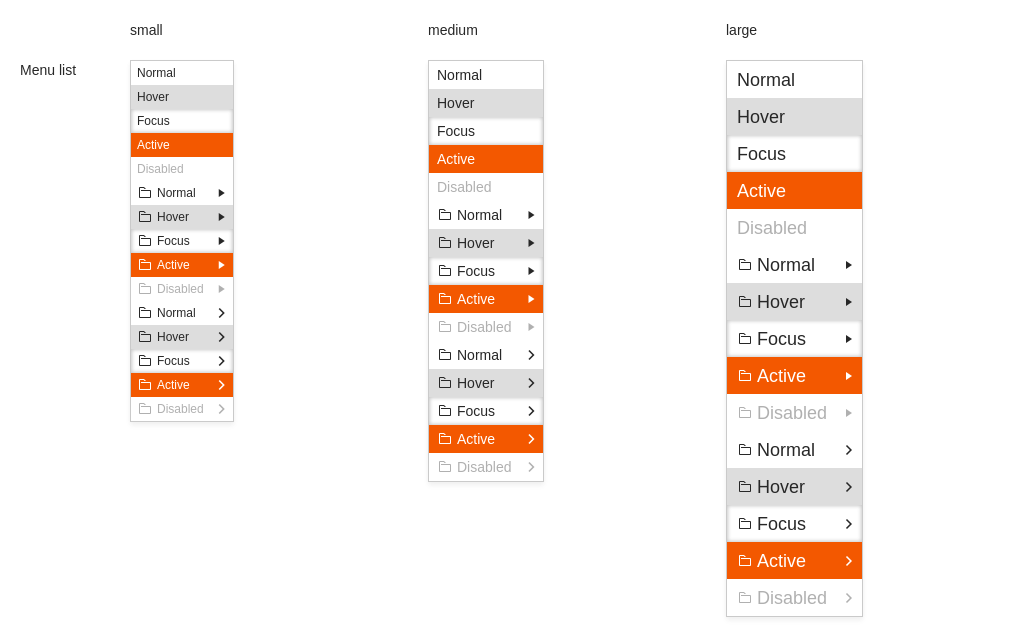 small
medium
large
Menu list
Normal
Hover
Focus
Active
Disabled
Normal
Hover
Focus
Active
Disabled
Normal
Hover
Focus
Active
Disabled
Normal
Hover
Focus
Active
Disabled
Normal
Hover
Focus
Active
Disabled
Normal
Hover
Focus
Active
Disabled
Normal
Hover
Focus
Active
Disabled
Normal
Hover
Focus
Active
Disabled
Normal
Hover
Focus
Active
Disabled